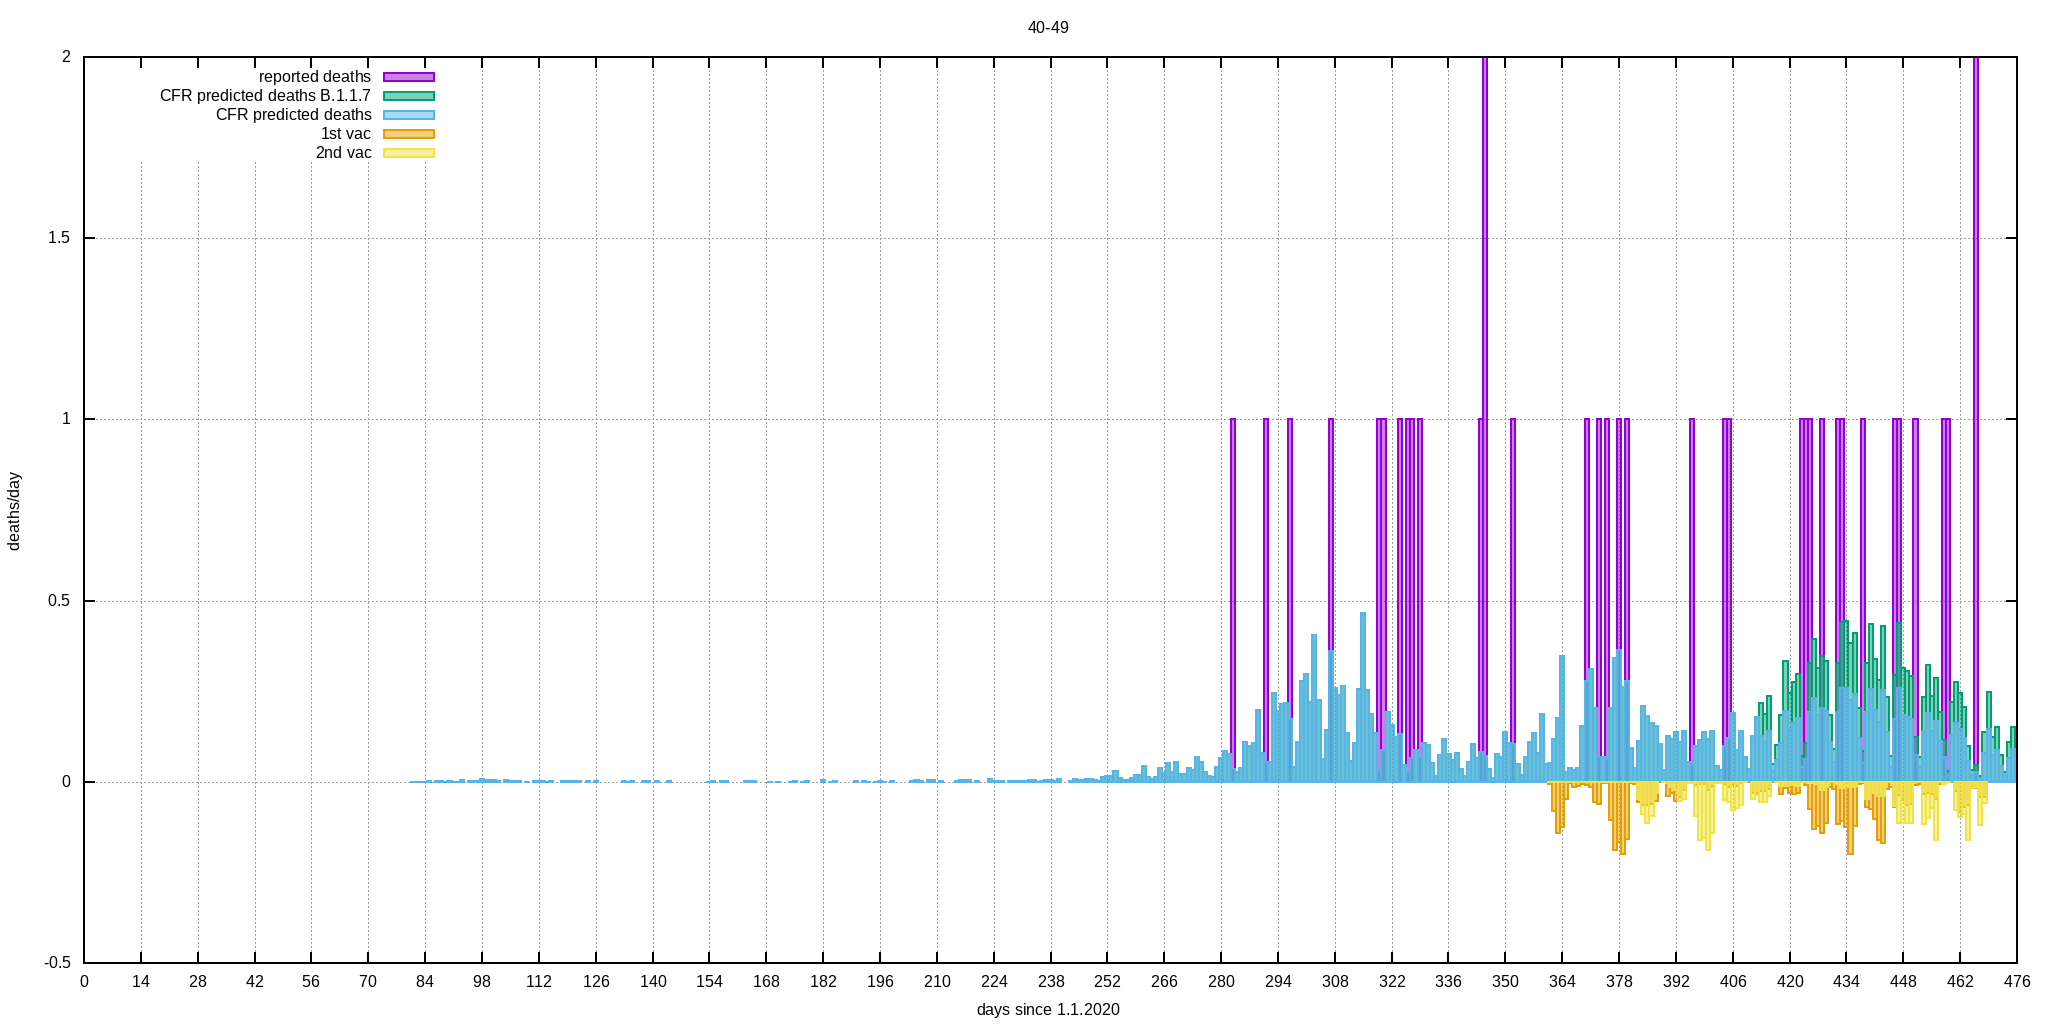 40-49
2
1.5
1
0.5
0
-0.5
deaths/day
reported deaths
CFR predicted deaths B.1.1.7
CFR predicted deaths
1st vac
2nd vac
0 14 28 42 56 70 84 98 112 126 140 154 168 182 196 210 224 238 252 266 280 294 308 322 336 350 364 378 392 406 420 434 448 462 476
days since 1.1.2020